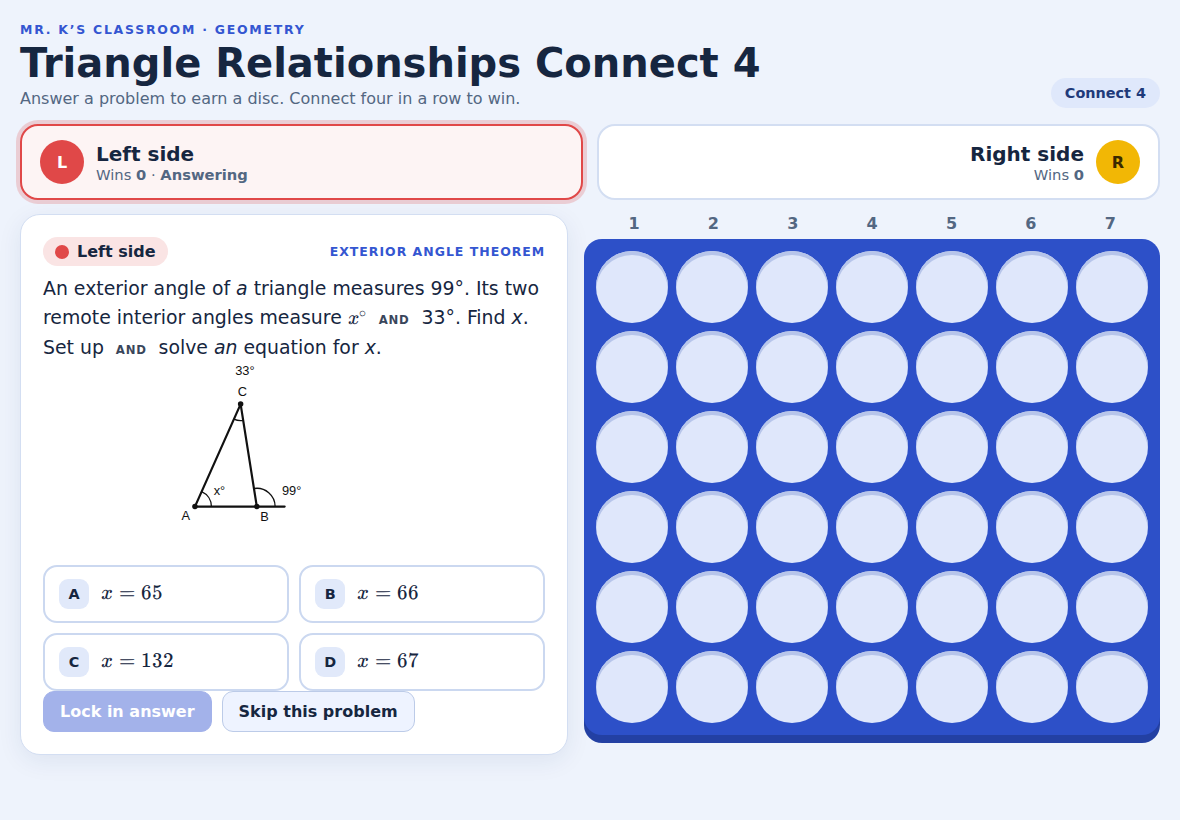 MR. K’S CLASSROOM · GEOMETRY
Triangle Relationships Connect 4
Answer a problem to earn a disc. Connect four in a row to win.
Connect 4
L
Left side
Wins 0 · Answering
Right side
Wins 0
R
Left side
EXTERIOR ANGLE THEOREM
An exterior angle of a triangle measures 99°. Its two
remote interior angles measure x° AND 33°. Find x.
Set up AND solve an equation for x.
33°
C
x°
99°
A
B
A x = 65
B x = 66
C x = 132
D x = 67
Lock in answer
Skip this problem
1 2 3 4 5 6 7